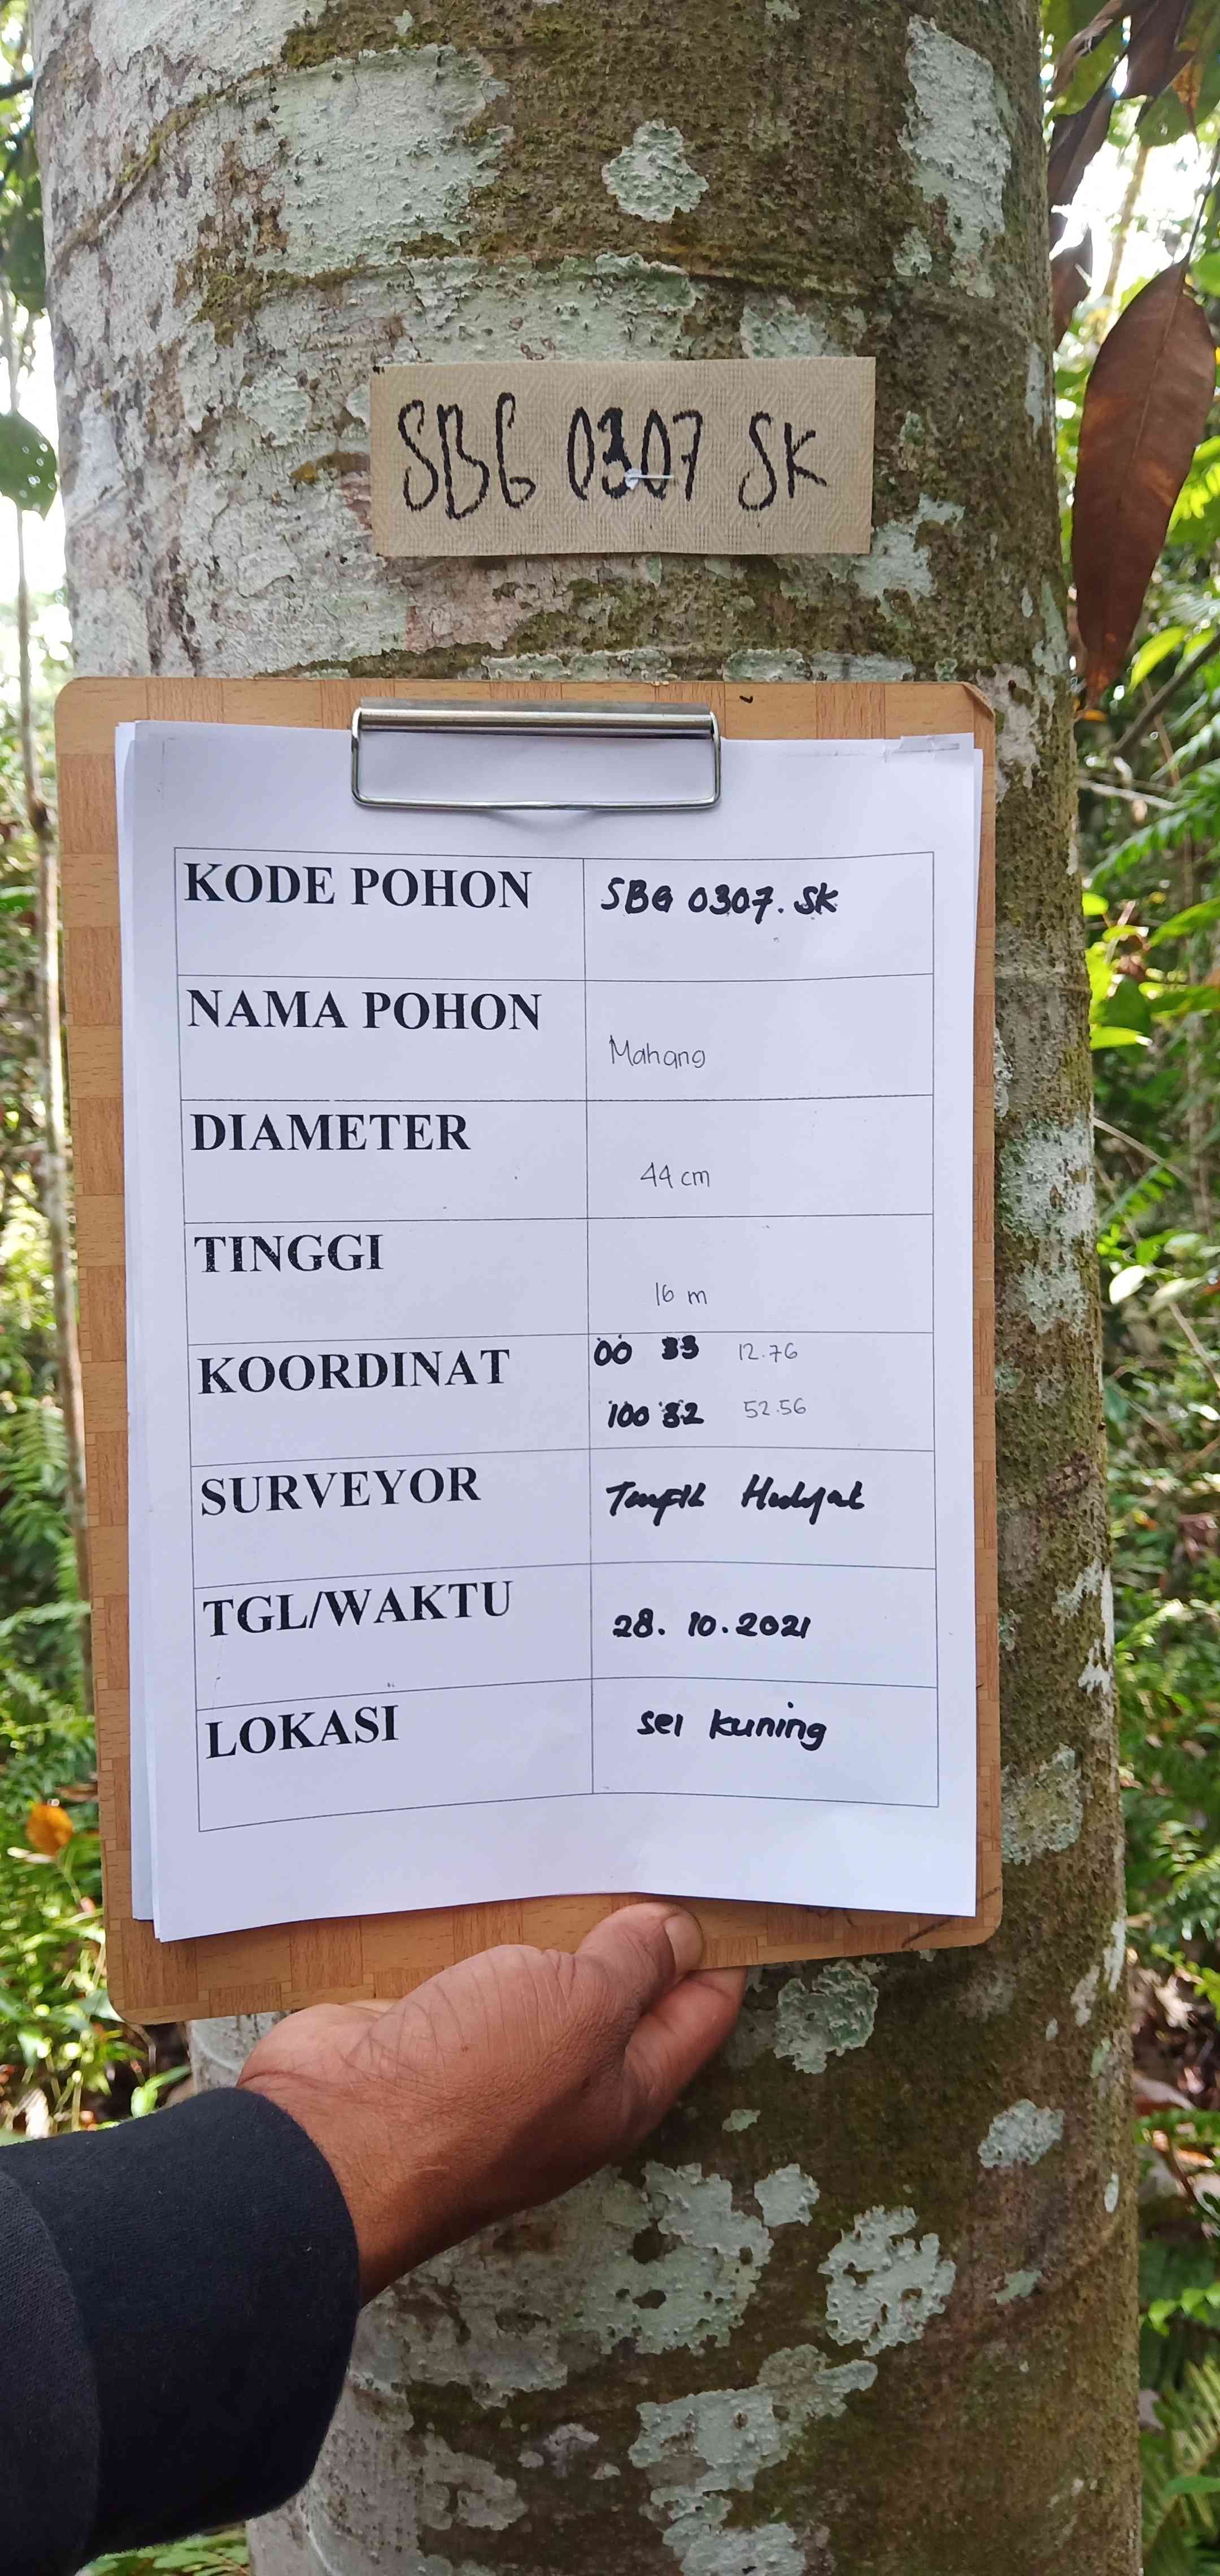 SBG 0307 SK
KODE POHON SBG 0307. SK
NAMA POHON Mahang
DIAMETER 44 cm
TINGGI 16 m
KOORDINAT 00 33 12.76
100 32 52.56
SURVEYOR Taufik Hidayat
TGL/WAKTU 28. 10. 2021
LOKASI sei kuning